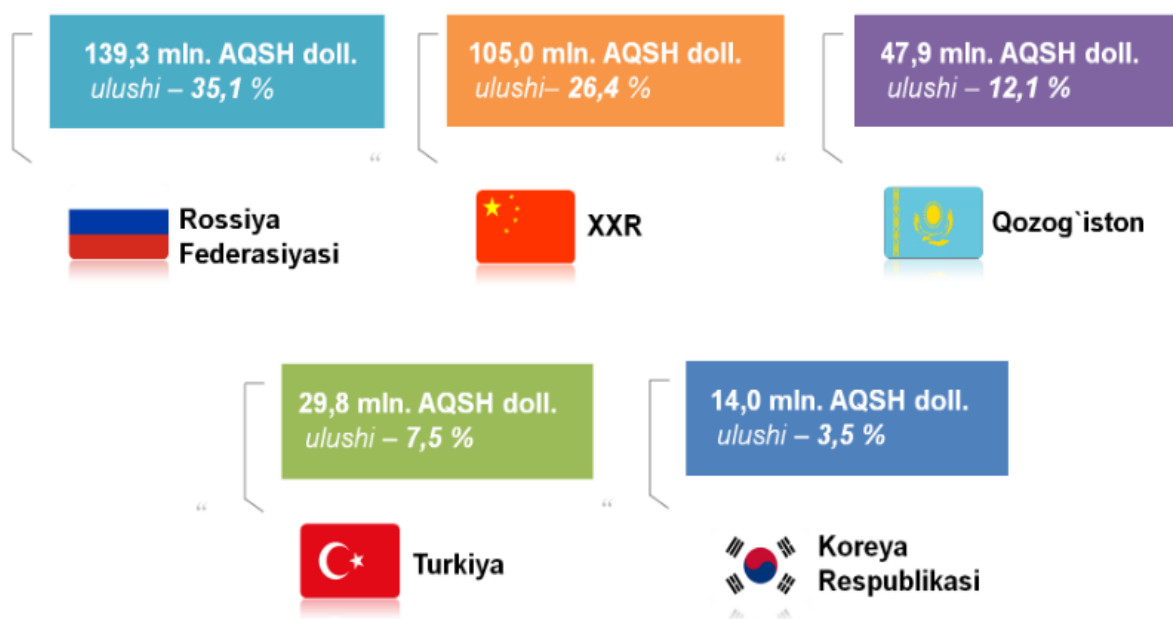 139,3 mln. AQSH doll.
ulushi – 35,1 %
105,0 mln. AQSH doll.
ulushi– 26,4 %
47,9 mln. AQSH doll.
ulushi – 12,1 %
“
“
Rossiya
Federasiyasi
XXR
Qozog`iston
29,8 mln. AQSH doll.
ulushi – 7,5 %
14,0 mln. AQSH doll.
ulushi – 3,5 %
“
“
Turkiya
Koreya
Respublikasi